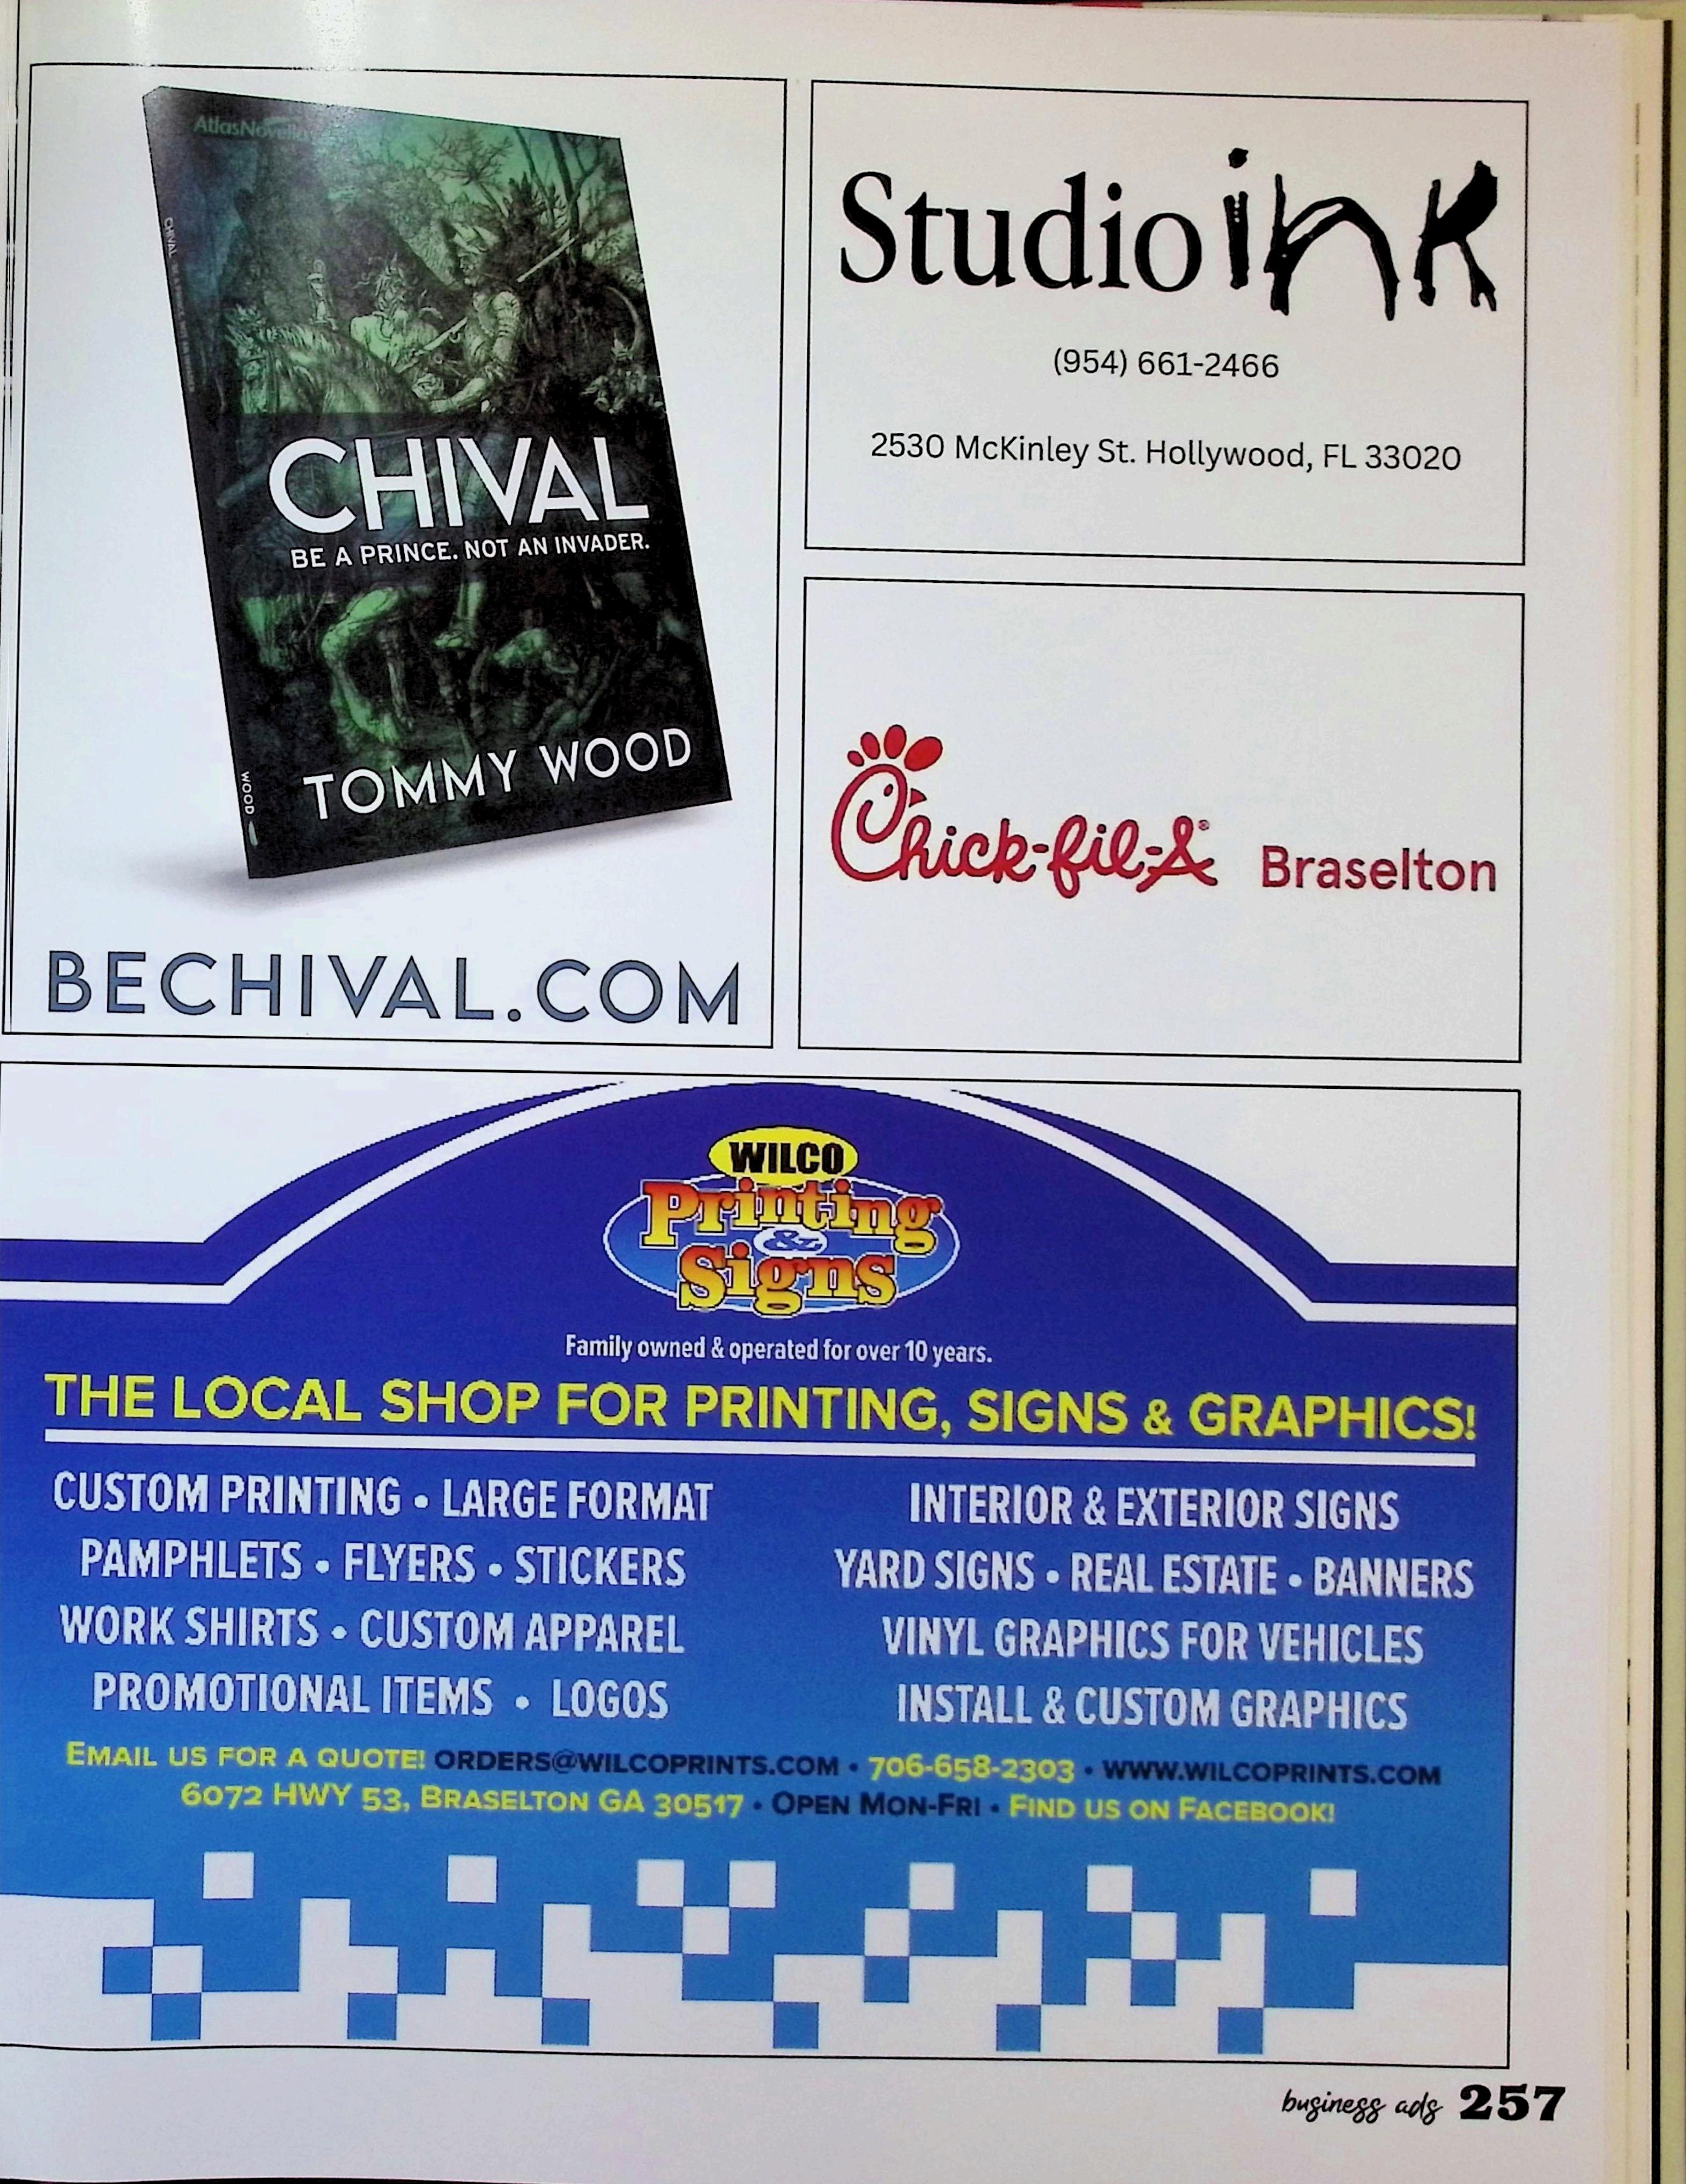 AtlasNovella
CHIVAL
CHIVAL
BE A PRINCE. NOT AN INVADER.
TOMMY WOOD
WOOD
BECHIVAL.COM
Studio ink
(954) 661-2466
2530 McKinley St. Hollywood, FL 33020
Chick-fil-A® Braselton
WILCO
Printing
&
Signs
Family owned & operated for over 10 years.
THE LOCAL SHOP FOR PRINTING, SIGNS & GRAPHICS!
CUSTOM PRINTING • LARGE FORMAT
PAMPHLETS • FLYERS • STICKERS
WORK SHIRTS • CUSTOM APPAREL
PROMOTIONAL ITEMS • LOGOS
INTERIOR & EXTERIOR SIGNS
YARD SIGNS • REAL ESTATE • BANNERS
VINYL GRAPHICS FOR VEHICLES
INSTALL & CUSTOM GRAPHICS
EMAIL US FOR A QUOTE! ORDERS@WILCOPRINTS.COM • 706-658-2303 • WWW.WILCOPRINTS.COM
6072 HWY 53, BRASELTON GA 30517 • OPEN MON-FRI • FIND US ON FACEBOOK!
business ads 257